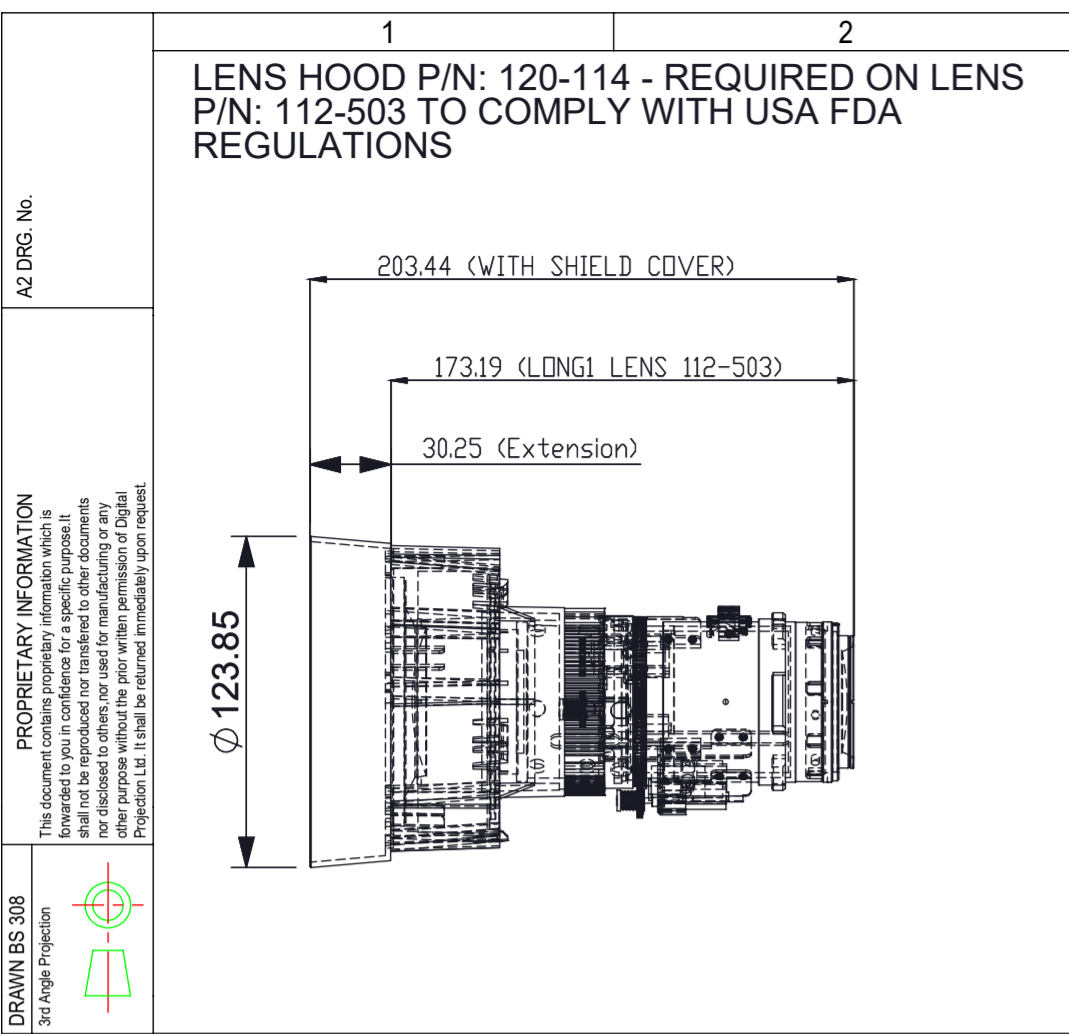 1
2
LENS HOOD P/N: 120-114 - REQUIRED ON LENS
P/N: 112-503 TO COMPLY WITH USA FDA
REGULATIONS
A2 DRG. No.
203.44 (WITH SHIELD COVER)
173.19 (LONG1 LENS 112-503)
30.25 (Extension)
Ø 123.85
PROPRIETARY INFORMATION
This document contains proprietary information which is
forwarded to you in confidence for a specific purpose.It
shall not be reproduced nor transfered to other documents
nor disclosed to others,nor used for manufacturing or any
other purpose without the prior written permission of Digital
Projection Ltd. It shall be returned immediately upon request.
DRAWN BS 308
3rd Angle Projection